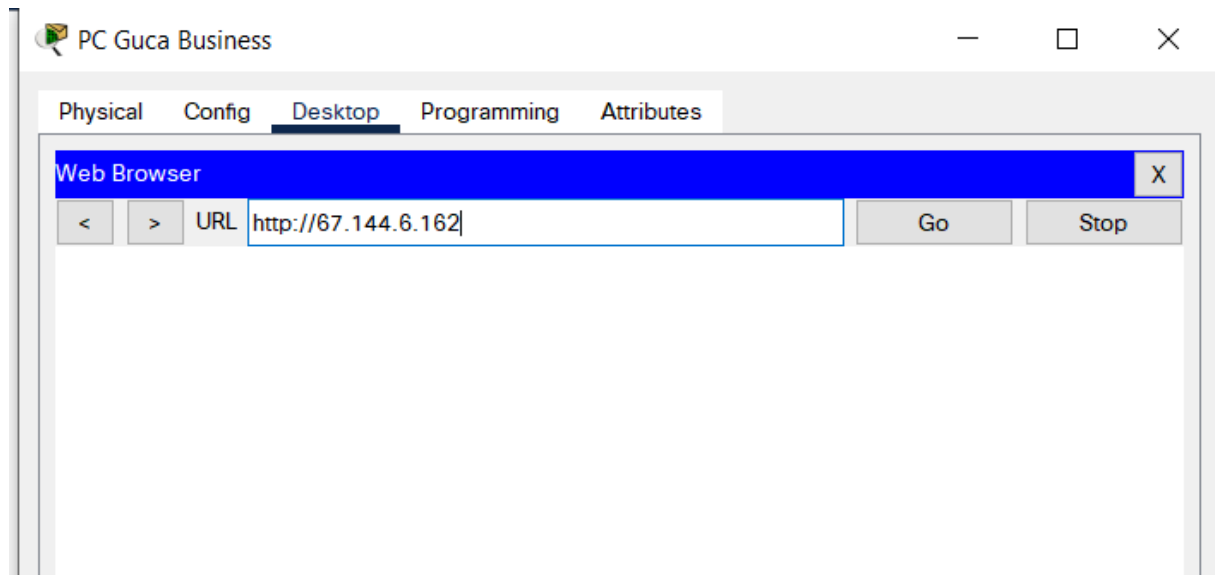 PC Guca Business
Physical Config Desktop Programming Attributes
Web Browser X
< > URL http://67.144.6.162 Go Stop